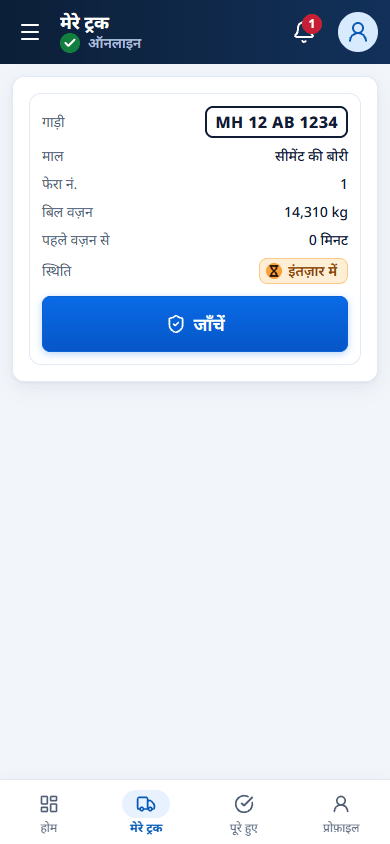 मेरे ट्रक
ऑनलाइन
1
गाड़ी
MH 12 AB 1234
माल
सीमेंट की बोरी
फेरा नं.
1
बिल वज़न
14,310 kg
पहले वज़न से
0 मिनट
स्थिति
इंतज़ार में
जाँचें
होम
मेरे ट्रक
पूरे हुए
प्रोफ़ाइल